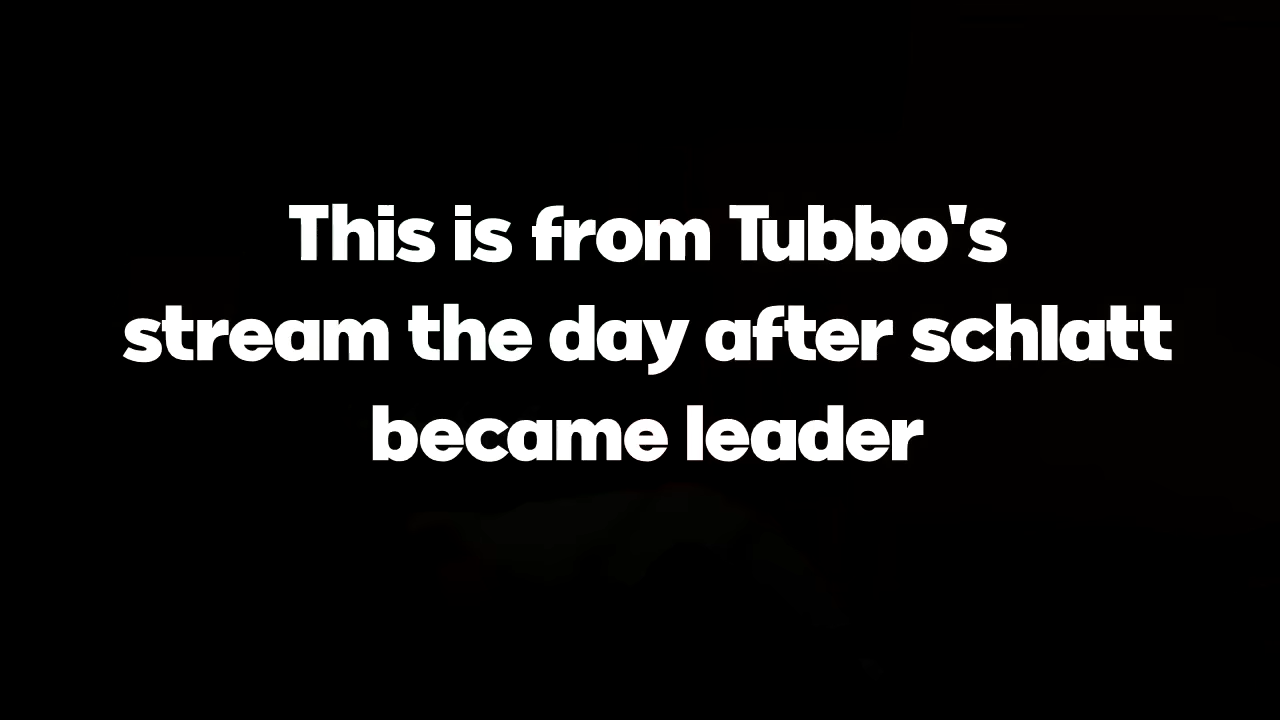 This is from Tubbo's
stream the day after schlatt
became leader